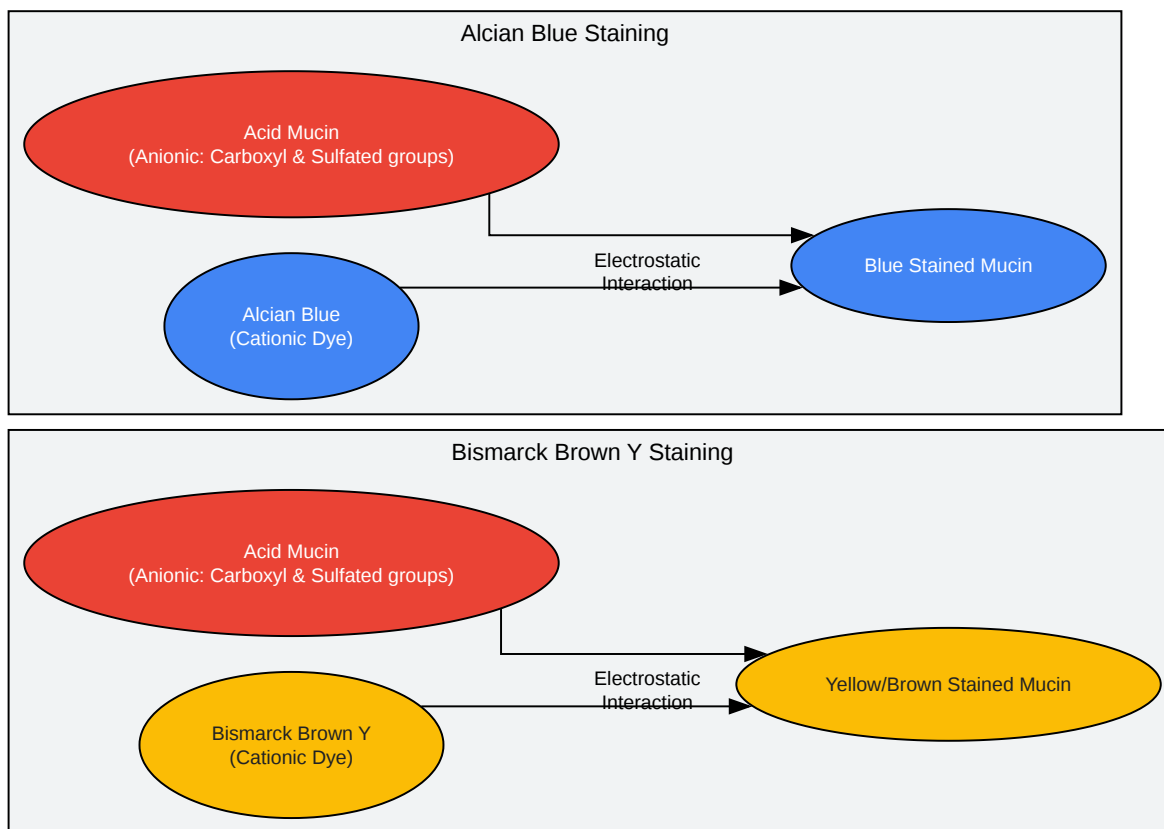 Alcian Blue Staining
Acid Mucin
(Anionic: Carboxyl & Sulfated groups)
Alcian Blue
(Cationic Dye)
Electrostatic
Interaction
Blue Stained Mucin
Bismarck Brown Y Staining
Acid Mucin
(Anionic: Carboxyl & Sulfated groups)
Bismarck Brown Y
(Cationic Dye)
Electrostatic
Interaction
Yellow/Brown Stained Mucin